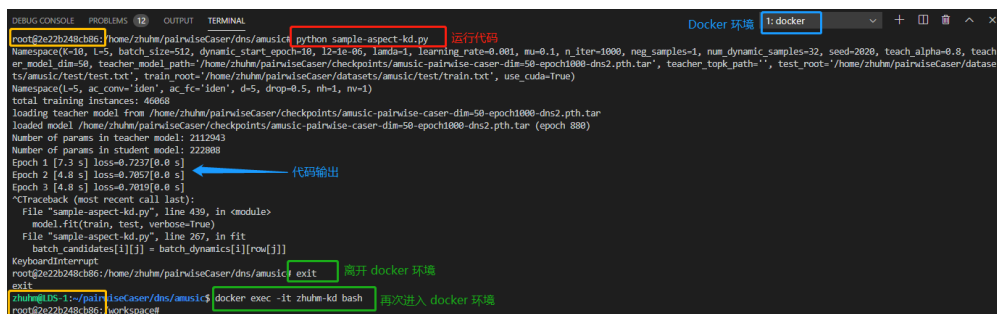 DEBUG CONSOLE PROBLEMS 12 OUTPUT TERMINAL Docker 环境 1: docker
root@2e22b248cb86:/home/zhuhm/pairwiseCaser/dns/amusic# python sample-aspect-kd.py 运行代码
Namespace(K=10, L=5, batch_size=512, dynamic_start_epoch=10, l2=1e-06, lamda=1, learning_rate=0.001, mu=0.1, n_iter=1000, neg_samples=1, num_dynamic_samples=32, seed=2020, teach_alpha=0.8, teach
er_model_dim=50, teacher_model_path='/home/zhuhm/pairwiseCaser/checkpoints/amusic-pairwise-caser-dim=50-epoch1000-dns2.pth.tar', teacher_topk_path='', test_root='/home/zhuhm/pairwiseCaser/datase
ts/amusic/test/test.txt', train_root='/home/zhuhm/pairwiseCaser/datasets/amusic/test/train.txt', use_cuda=True)
Namespace(L=5, ac_conv='iden', ac_fc='iden', d=5, drop=0.5, nh=1, nv=1)
total training instances: 46068
loading teacher model from /home/zhuhm/pairwiseCaser/checkpoints/amusic-pairwise-caser-dim=50-epoch1000-dns2.pth.tar
loaded model /home/zhuhm/pairwiseCaser/checkpoints/amusic-pairwise-caser-dim=50-epoch1000-dns2.pth.tar (epoch 880)
Number of params in teacher model: 2112943
Number of params in student model: 222808
Epoch 1 [7.3 s] loss=0.7237[0.0 s]
Epoch 2 [4.8 s] loss=0.7057[0.0 s] 代码输出
Epoch 3 [4.8 s] loss=0.7019[0.0 s]
^CTraceback (most recent call last):
File "sample-aspect-kd.py", line 439, in <module>
model.fit(train, test, verbose=True)
File "sample-aspect-kd.py", line 267, in fit
batch_candidates[i][j] = batch_dynamics[i][row[j]]
KeyboardInterrupt
root@2e22b248cb86:/home/zhuhm/pairwiseCaser/dns/amusic# exit 离开 docker 环境
exit
zhuhm@LDS-1:~/pairwiseCaser/dns/amusic$ docker exec -it zhuhm-kd bash 再次进入 docker 环境
root@2e22b248cb86:/workspace#